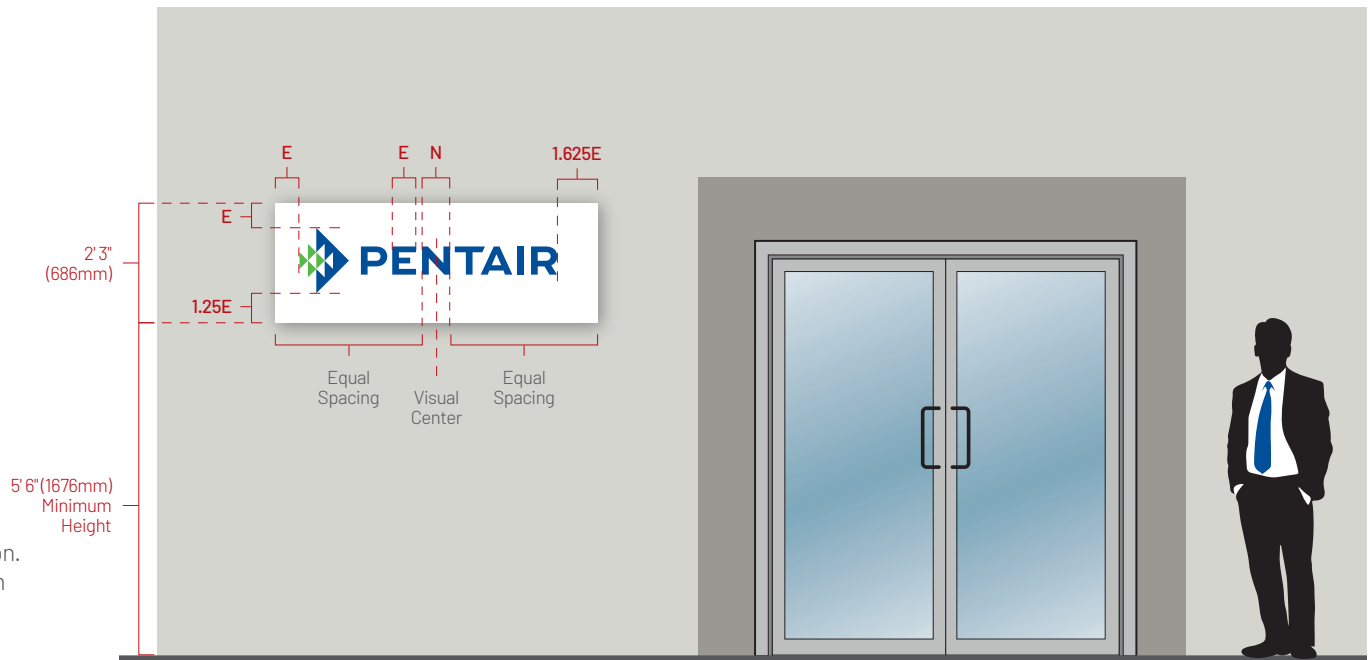 E
E N
1.625E
E
2' 3"
(686mm)
PENTAIR
1.25E
Equal
Spacing
Visual
Center
Equal
Spacing
5' 6"(1676mm)
Minimum
Height